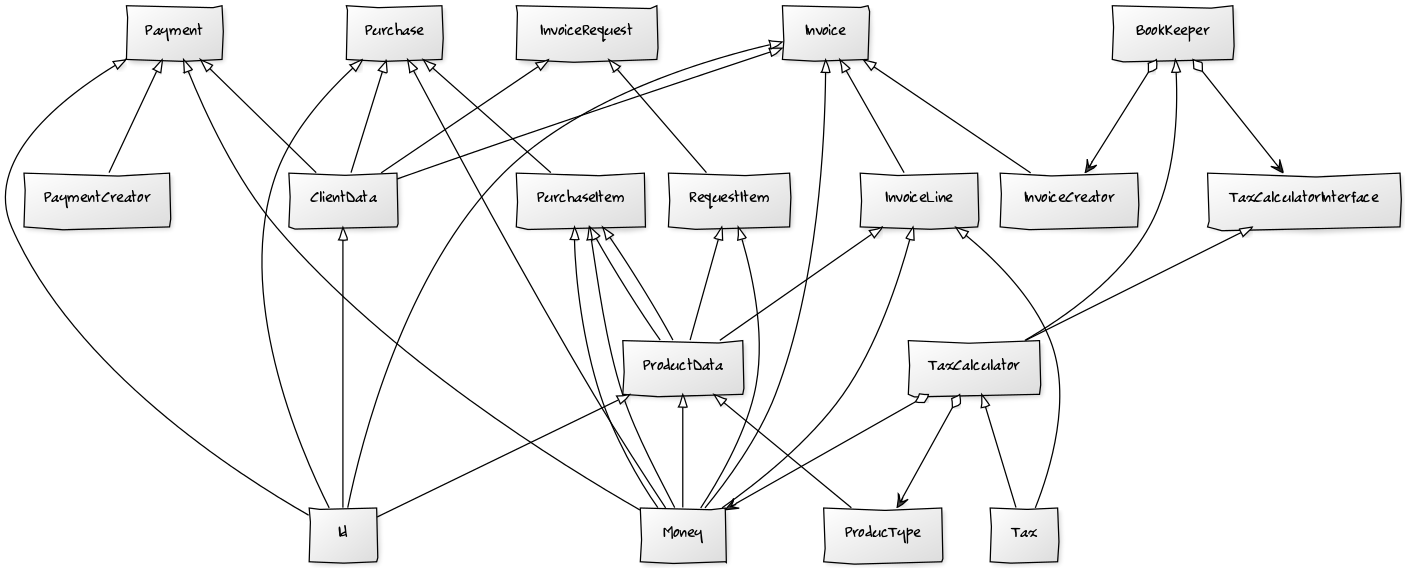 Payment
Purchase
InvoiceRequest
Invoice
BookKeeper
PaymentCreator
ClientData
PurchaseItem
RequestItem
InvoiceLine
InvoiceCreator
TaxCalculatorInterface
ProductData
TaxCalculator
Id
Money
ProducType
Tax